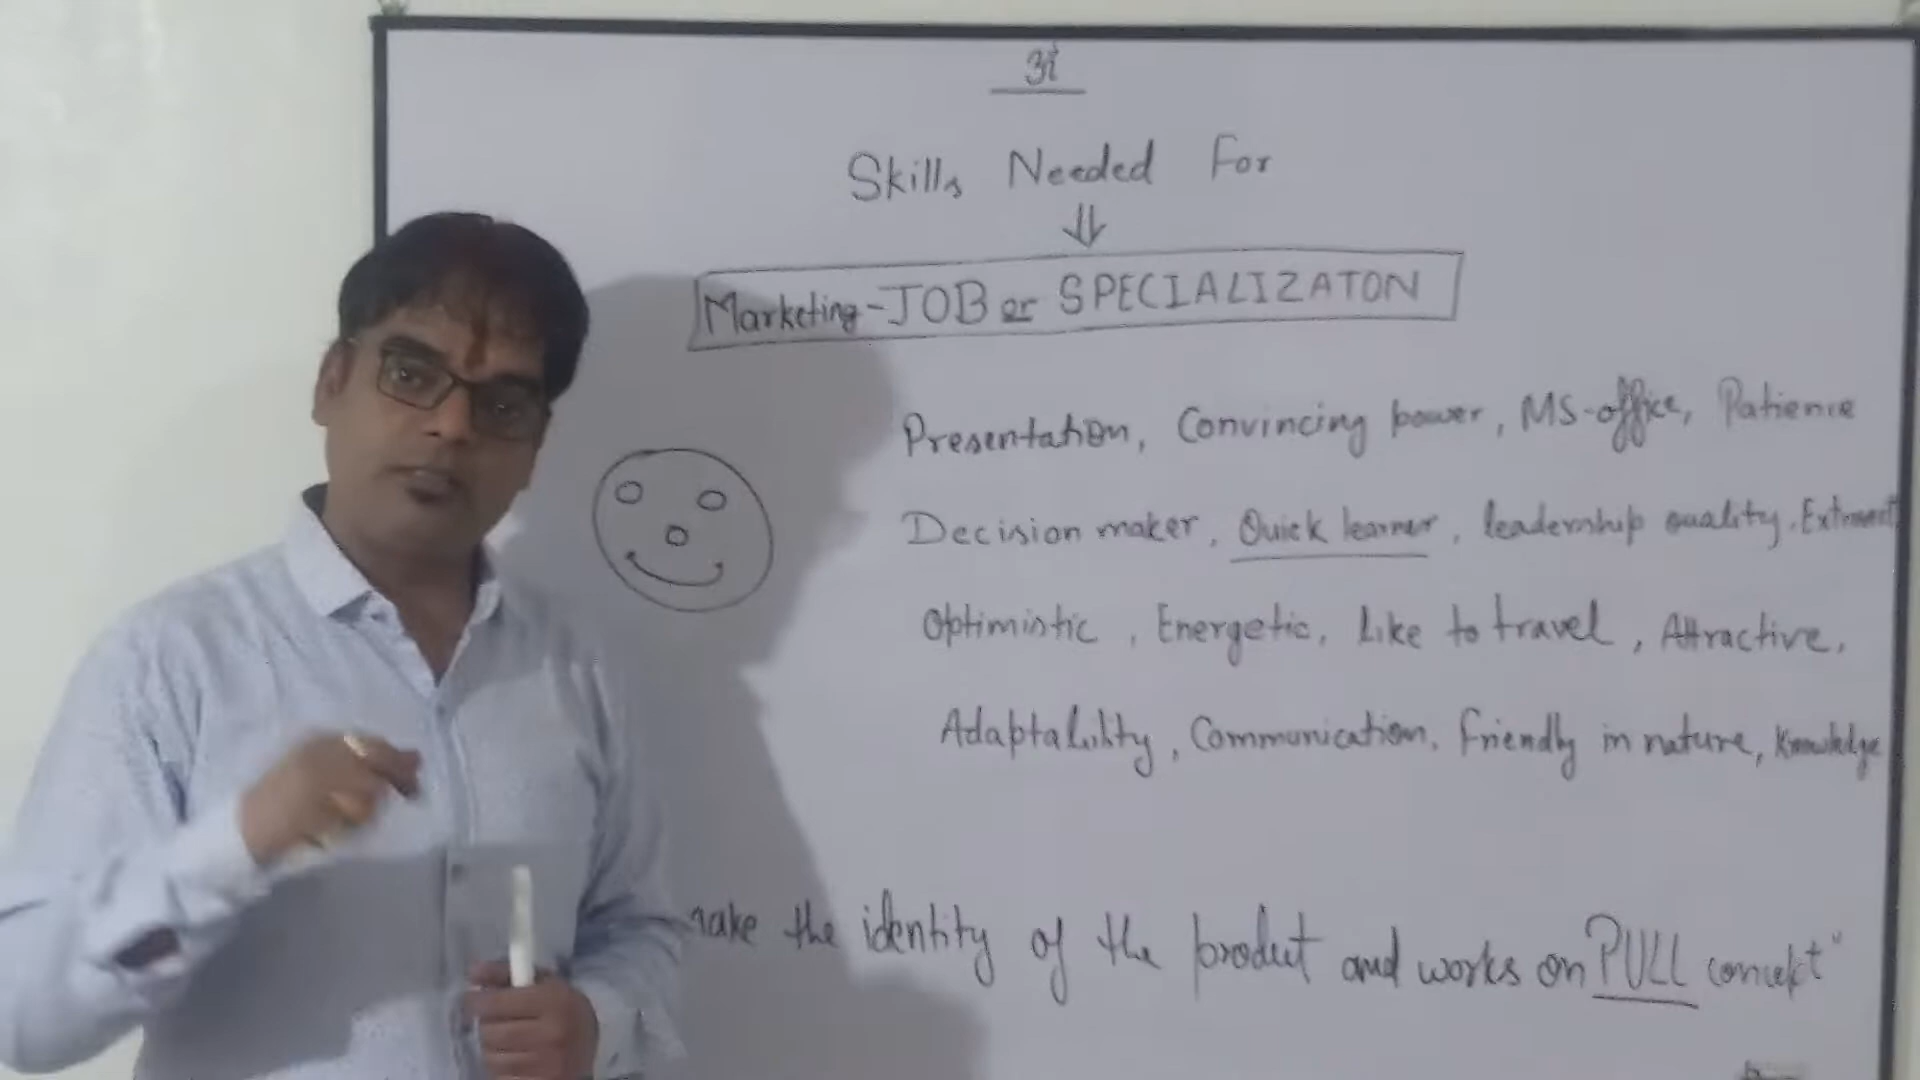 ॐ
Skills Needed For
Marketing-JOB or SPECIALIZATON
Presentation, Convincing power, MS-office, Patience
Decision maker, Quick learner, leadership quality,
Optimistic, Energetic, Like to travel, Attractive,
Adaptability, Communication, Friendly in nature, Knowledge
the identity of the product and works on PULL concept"